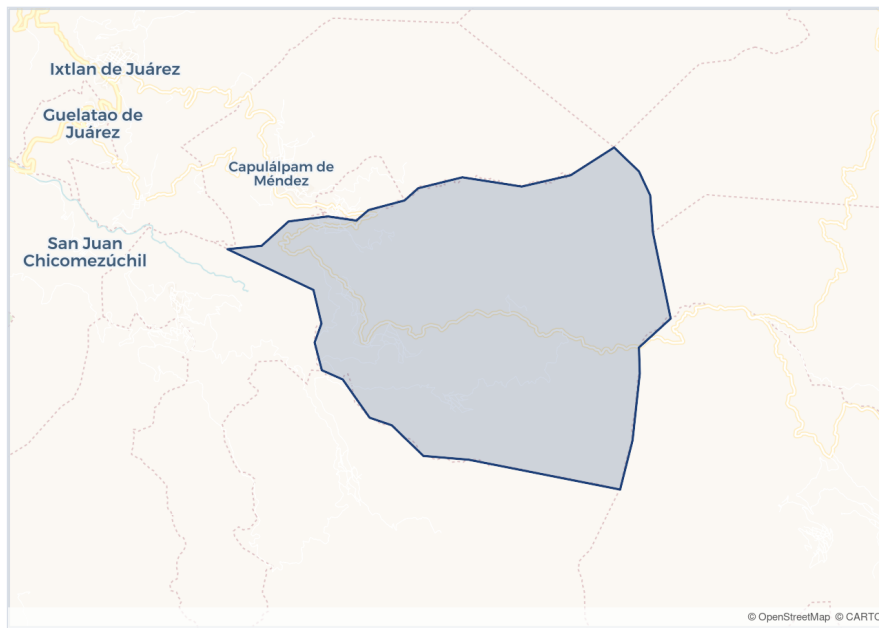 Ixtlan de Juárez
Guelatao de
Juárez
Capulálpam de
Méndez
San Juan
Chicomezúchil
© OpenStreetMap © CARTO